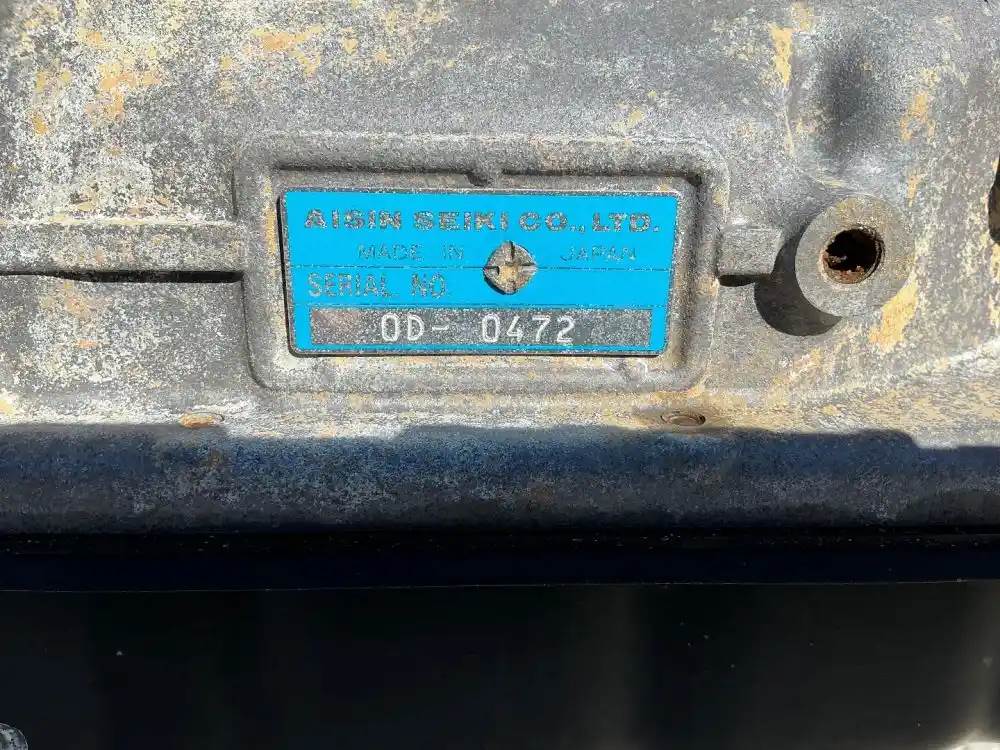 AISIN SEIKI CO., LTD.
MADE IN JAPAN
SERIAL NO.
OD- 0472